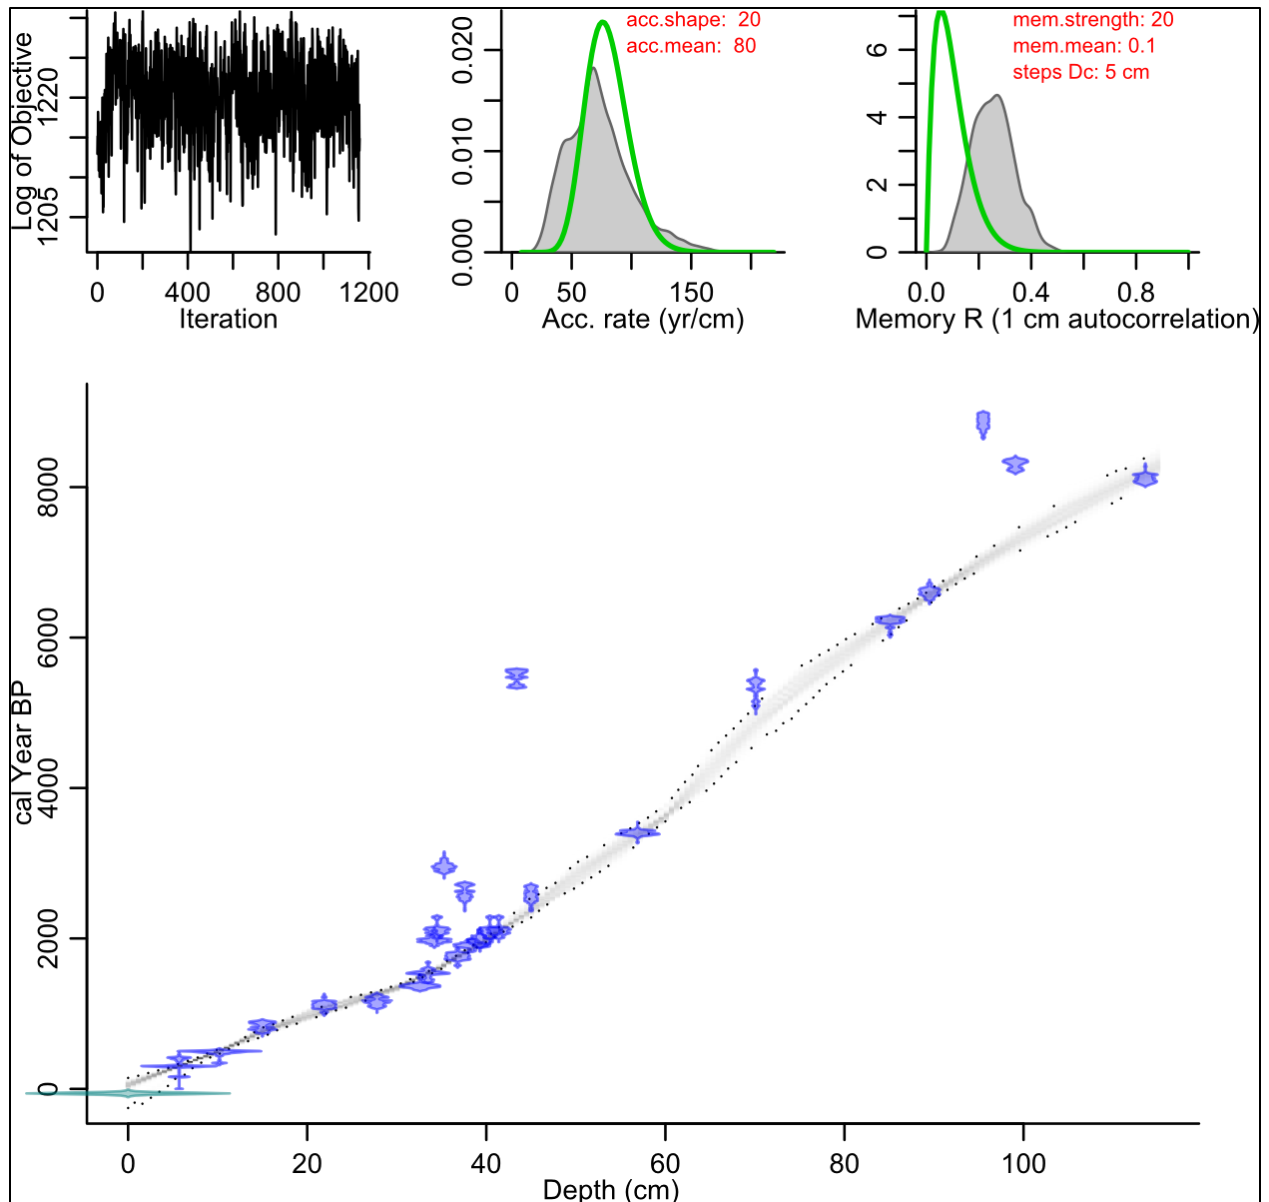 Log of Objective
1205
1220
0
400
800
1200
Iteration
acc.shape: 20
acc.mean: 80
0.000
0.010
0.020
0
50
150
Acc. rate (yr/cm)
mem.strength: 20
mem.mean: 0.1
steps Dc: 5 cm
0
2
4
6
0.0
0.4
0.8
Memory R (1 cm autocorrelation)
cal Year BP
0
2000
4000
6000
8000
0
20
40
60
80
100
Depth (cm)